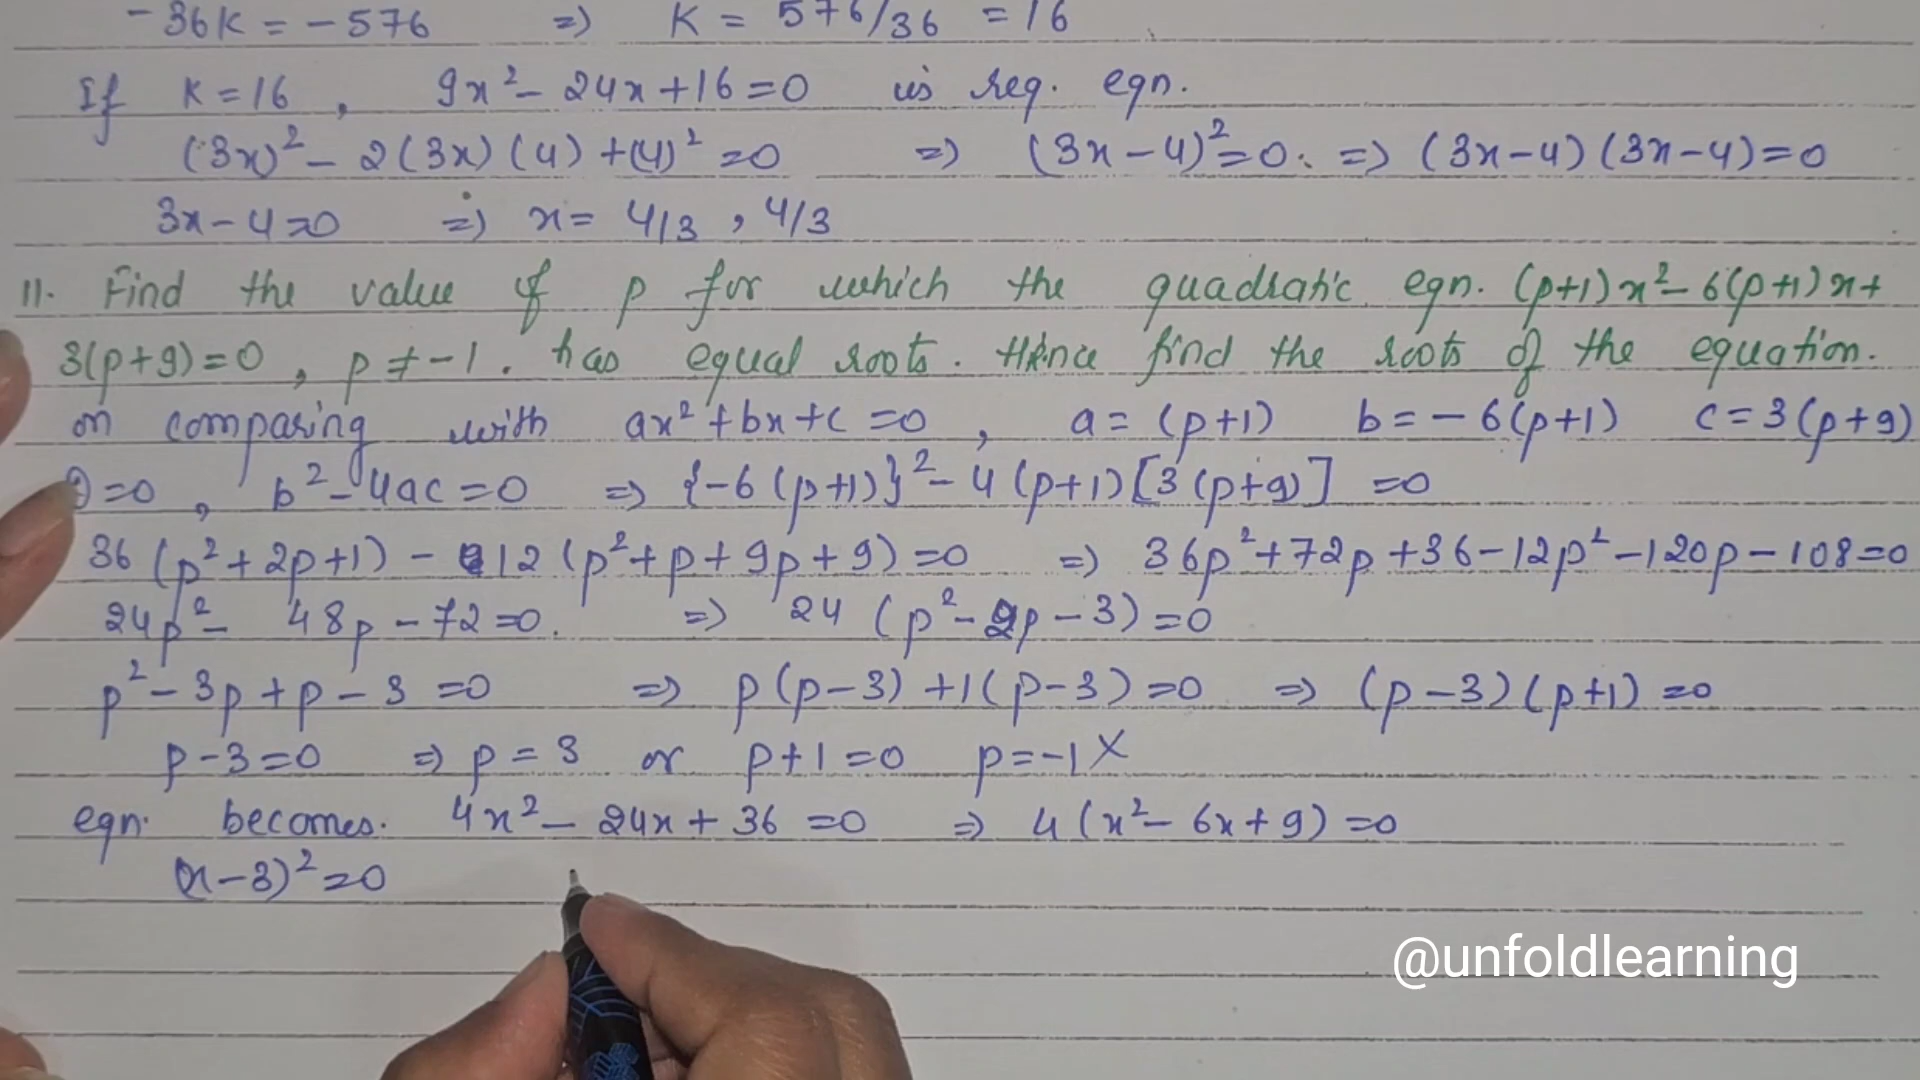 -36K = -576 => K = 576/36 = 16
If K=16, 9x² - 24x + 16 = 0 is req. eqn.
(3x)² - 2(3x)(4) + (4)² = 0 => (3x - 4)² = 0. => (3x-4)(3x-4) = 0
3x - 4 = 0 => x = 4/3, 4/3
11. Find the value of p for which the quadratic eqn. (p+1)x² - 6(p+1)x +
3(p+9) = 0, p ≠ -1. has equal roots. Hence find the roots of the equation.
on comparing with ax² + bx + c = 0, a = (p+1) b = -6(p+1) c = 3(p+9)
=0, b² - 4ac = 0 => {-6(p+1)}² - 4(p+1)[3(p+9)] = 0
36(p² + 2p + 1) - 12(p² + p + 9p + 9) = 0 => 36p² + 72p + 36 - 12p² - 120p - 108 = 0
24p² - 48p - 72 = 0. => 24(p² - 2p - 3) = 0
p² - 3p + p - 3 = 0 => p(p-3) + 1(p-3) = 0 => (p-3)(p+1) = 0
p - 3 = 0 => p = 3 or p + 1 = 0 p = -1 X
eqn. becomes. 4x² - 24x + 36 = 0 => 4(x² - 6x + 9) = 0
(x-3)² = 0
@unfoldlearning